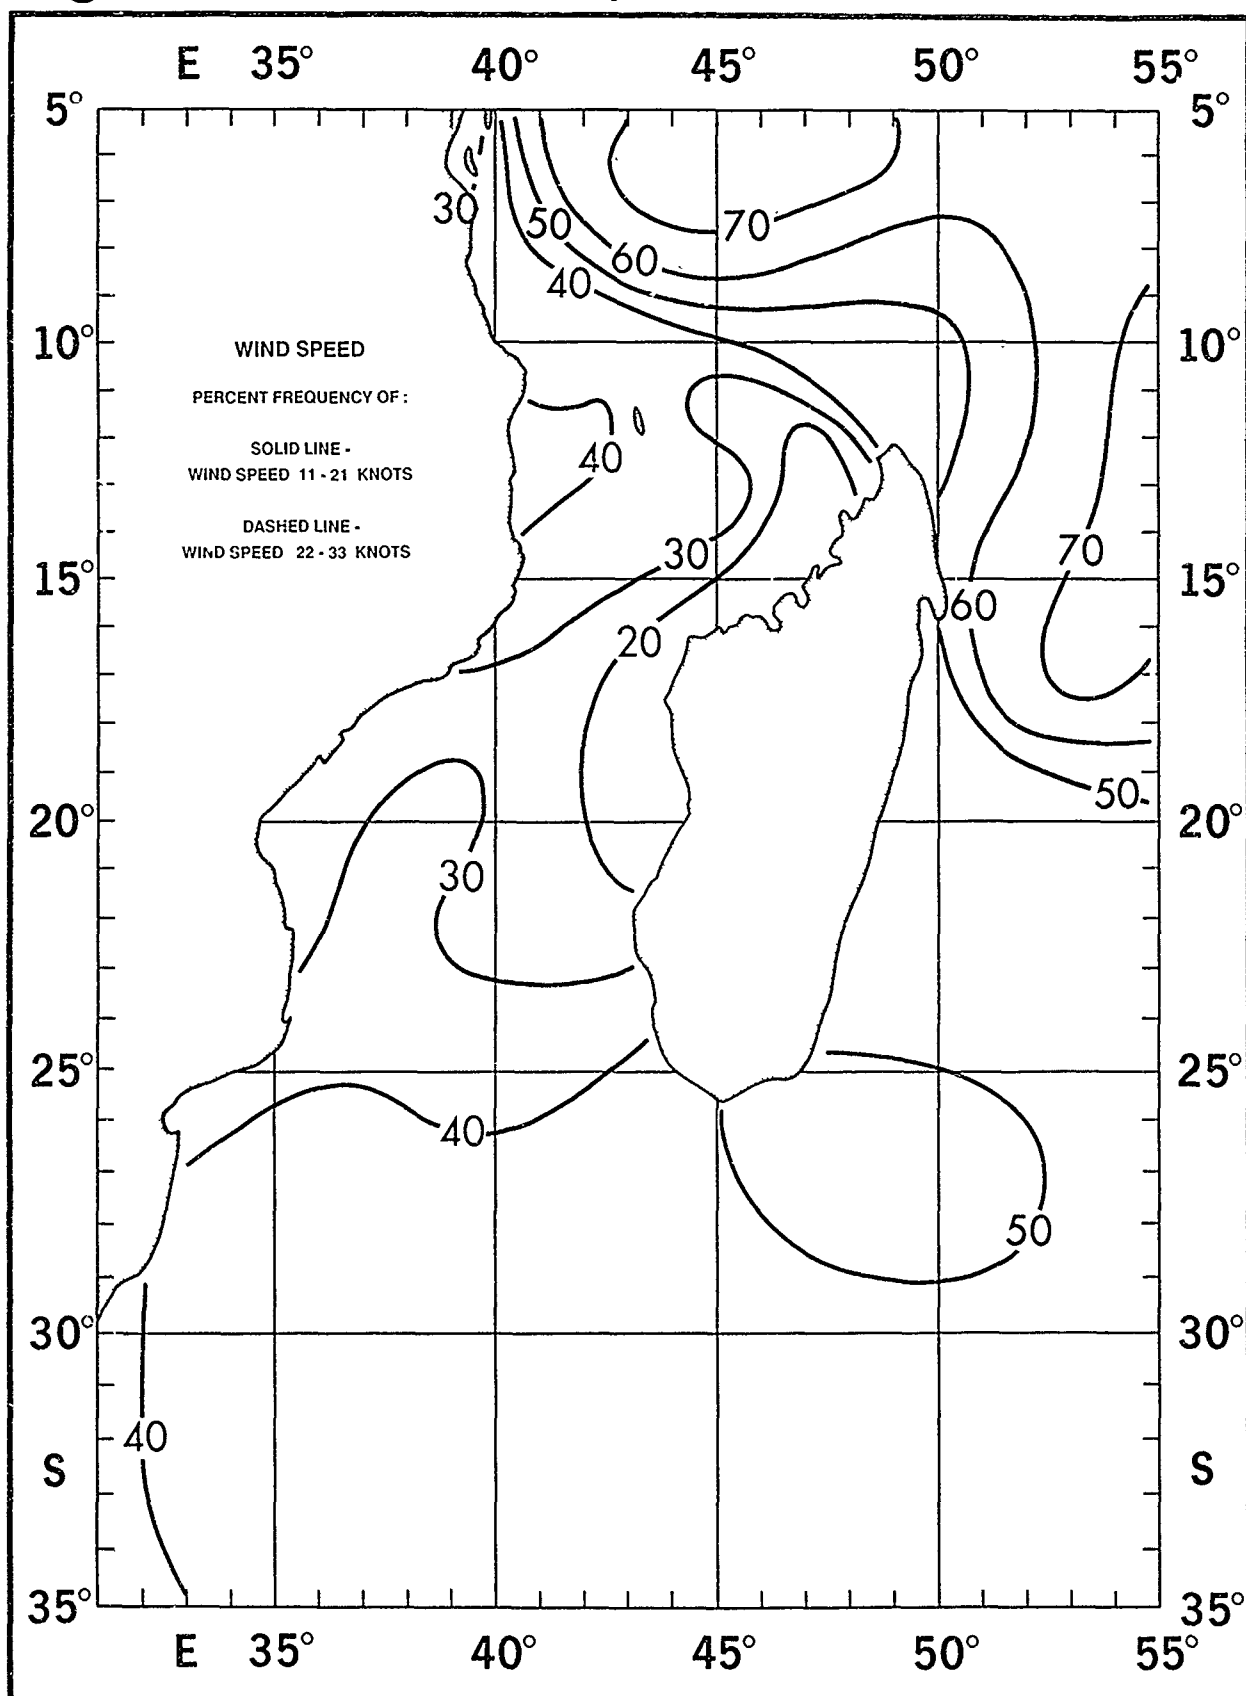 E 35° 40° 45° 50° 55°
5° 5°
30 50 70
60
40
10° 10°
WIND SPEED
PERCENT FREQUENCY OF :
SOLID LINE -
WIND SPEED 11 - 21 KNOTS
DASHED LINE -
WIND SPEED 22 - 33 KNOTS
40
30 70
15° 60 15°
20
50
20° 20°
30
25° 25°
40
50
30° 30°
40
S S
35° 35°
E 35° 40° 45° 50° 55°